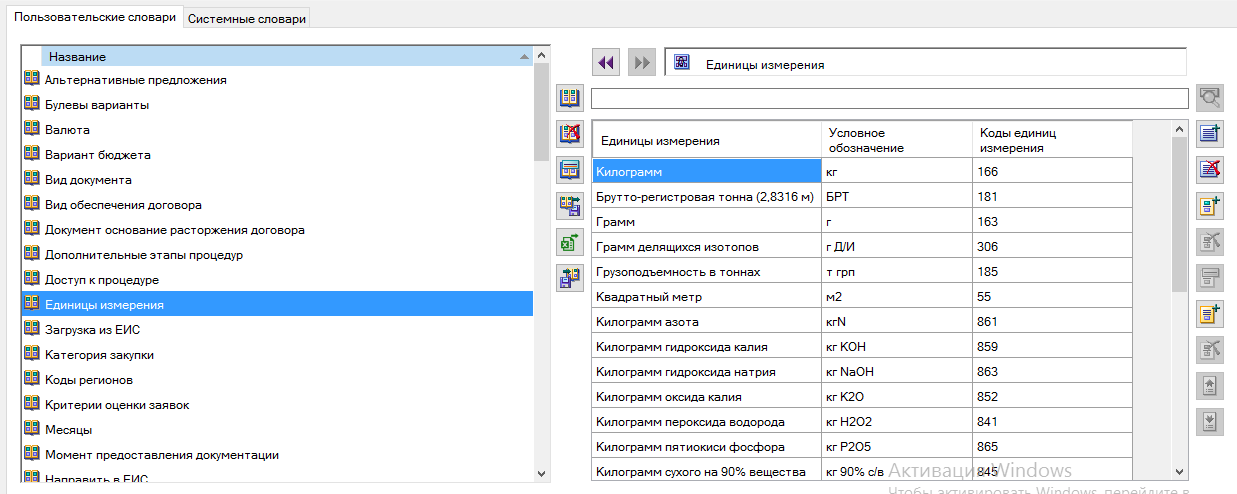 Пользовательские словари
Системные словари
Название
Альтернативные предложения
Булевы варианты
Валюта
Вариант бюджета
Вид документа
Вид обеспечения договора
Документ основание расторжения договора
Дополнительные этапы процедур
Доступ к процедуре
Единицы измерения
Загрузка из ЕИС
Категория закупки
Коды регионов
Критерии оценки заявок
Месяцы
Момент предоставления документации
Направить в ЕИС
Единицы измерения
Единицы измерения Условное обозначение Коды единиц измерения
Килограмм кг 166
Брутто-регистровая тонна (2,8316 м) БРТ 181
Грамм г 163
Грамм делящихся изотопов г Д/И 306
Грузоподъемность в тоннах т грп 185
Квадратный метр м2 55
Килограмм азота кгN 861
Килограмм гидроксида калия кг KOH 859
Килограмм гидроксида натрия кг NaOH 863
Килограмм оксида калия кг K2O 852
Килограмм пероксида водорода кг H2O2 841
Килограмм пятиокиси фосфора кг P2O5 865
Килограмм сухого на 90% вещества кг 90% с/в 845
Активация Windows
Чтобы активировать Windows, перейдите в